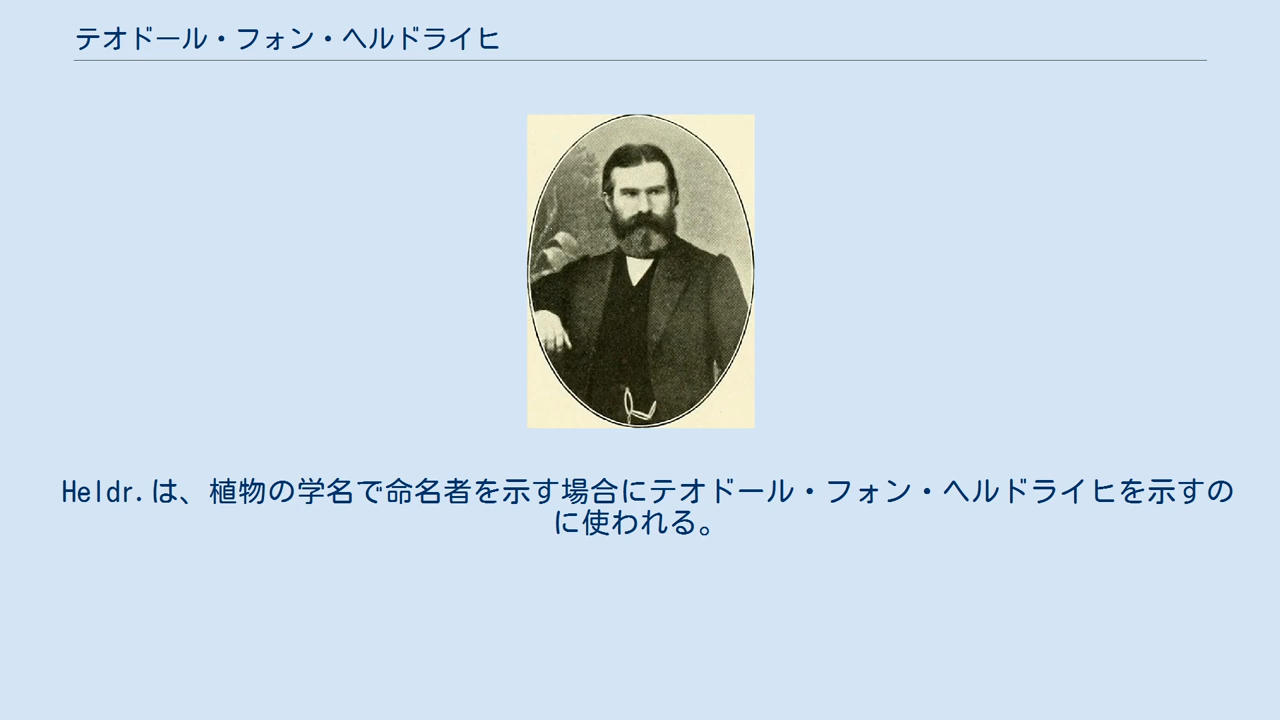 テオドール・フォン・ヘルドライヒ
Heldr.は、植物の学名で命名者を示す場合にテオドール・フォン・ヘルドライヒを示すの
に使われる。